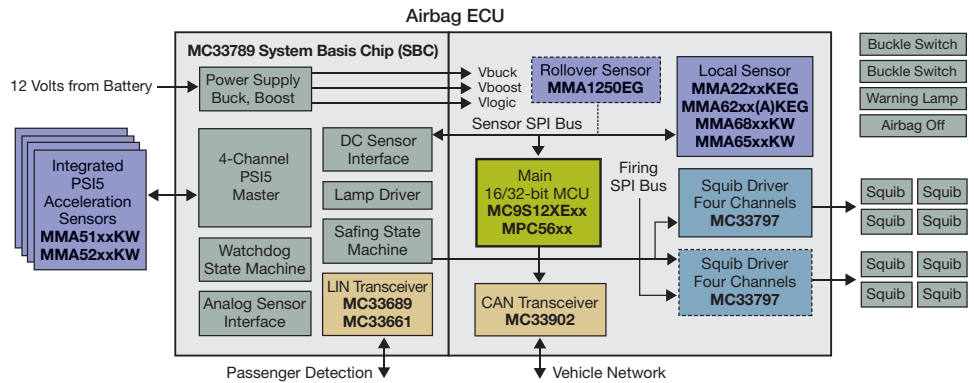 Airbag ECU
MC33789 System Basis Chip (SBC)
12 Volts from Battery
Power Supply
Buck, Boost
Vbuck
Vboost
Vlogic
Rollover Sensor
MMA1250EG
Local Sensor
MMA22xxKEG
MMA62xx(A)KEG
MMA68xxKW
MMA65xxKW
Buckle Switch
Buckle Switch
Warning Lamp
Airbag Off
Sensor SPI Bus
Integrated
PSI5
Acceleration
Sensors
MMA51xxKW
MMA52xxKW
4-Channel
PSI5
Master
DC Sensor
Interface
Lamp Driver
Safing State
Machine
Watchdog
State Machine
Analog Sensor
Interface
LIN Transceiver
MC33689
MC33661
Main
16/32-bit MCU
MC9S12XExx
MPC56xx
Firing
SPI Bus
CAN Transceiver
MC33902
Squib Driver
Four Channels
MC33797
Squib Driver
Four Channels
MC33797
Squib Squib
Squib Squib
Squib Squib
Squib Squib
Passenger Detection
Vehicle Network